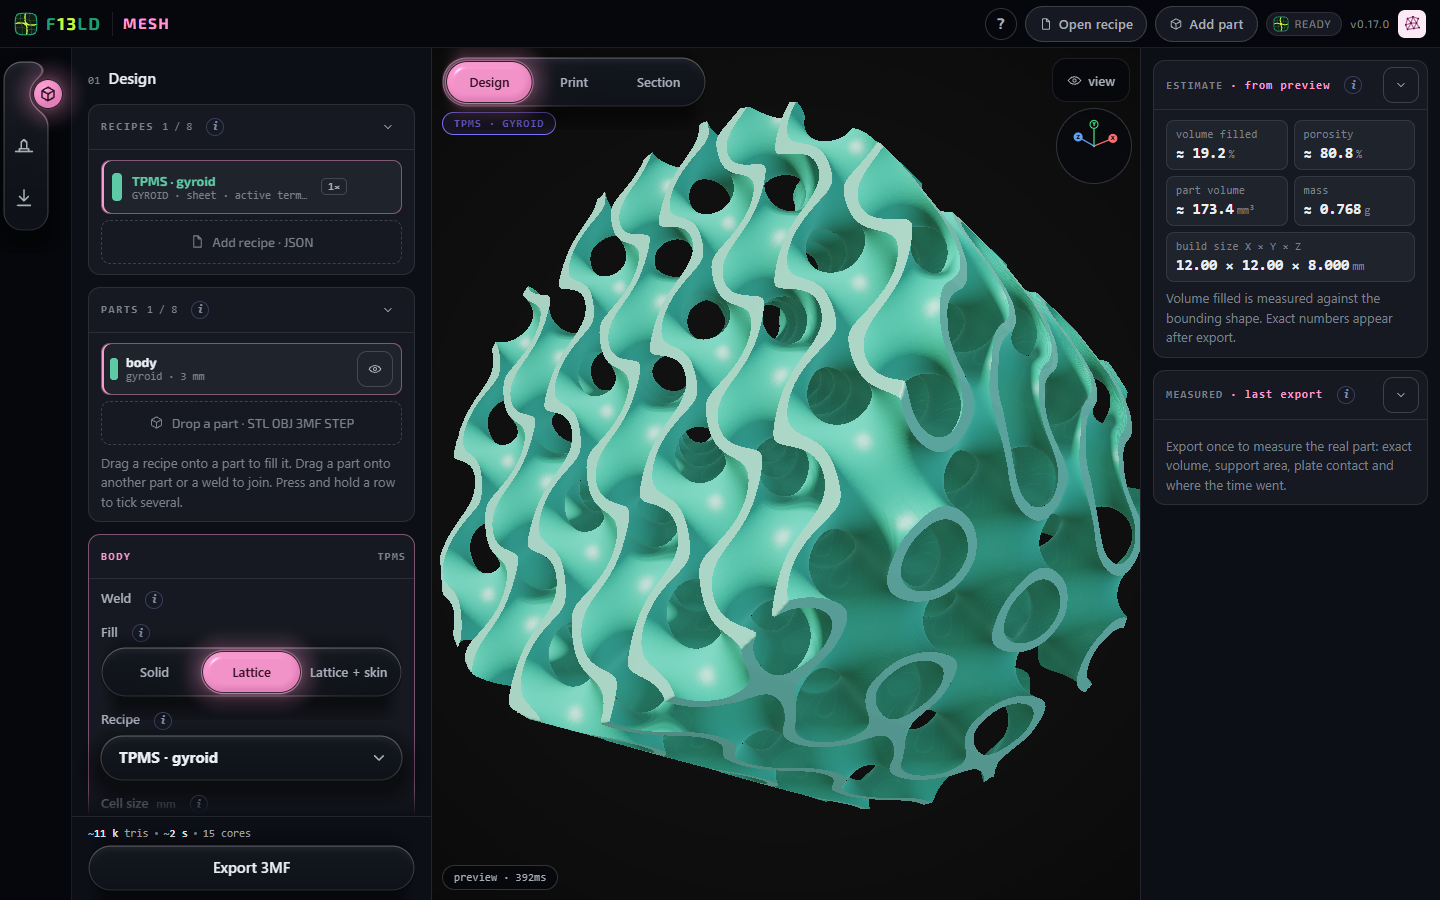 F13LD MESH
? Open recipe Add part READY v0.17.0
01 Design
RECIPES 1 / 8 i
TPMS · gyroid
GYROID · sheet · active term…
1×
Add recipe · JSON
PARTS 1 / 8 i
body
gyroid · 3 mm
Drop a part · STL OBJ 3MF STEP
Drag a recipe onto a part to fill it. Drag a part onto
another part or a weld to join. Press and hold a row
to tick several.
BODY TPMS
Weld i
Fill i
Solid Lattice Lattice + skin
Recipe i
TPMS · gyroid
Cell size mm i
~11 k tris • ~2 s • 15 cores
Export 3MF
Design Print Section
TPMS · GYROID
view
Y
Z X
preview · 392ms
ESTIMATE · from preview i
volume filled
≈ 19.2 %
porosity
≈ 80.8 %
part volume
≈ 173.4 mm³
mass
≈ 0.768 g
build size X × Y × Z
12.00 × 12.00 × 8.000 mm
Volume filled is measured against the
bounding shape. Exact numbers appear
after export.
MEASURED · last export i
Export once to measure the real part: exact
volume, support area, plate contact and
where the time went.